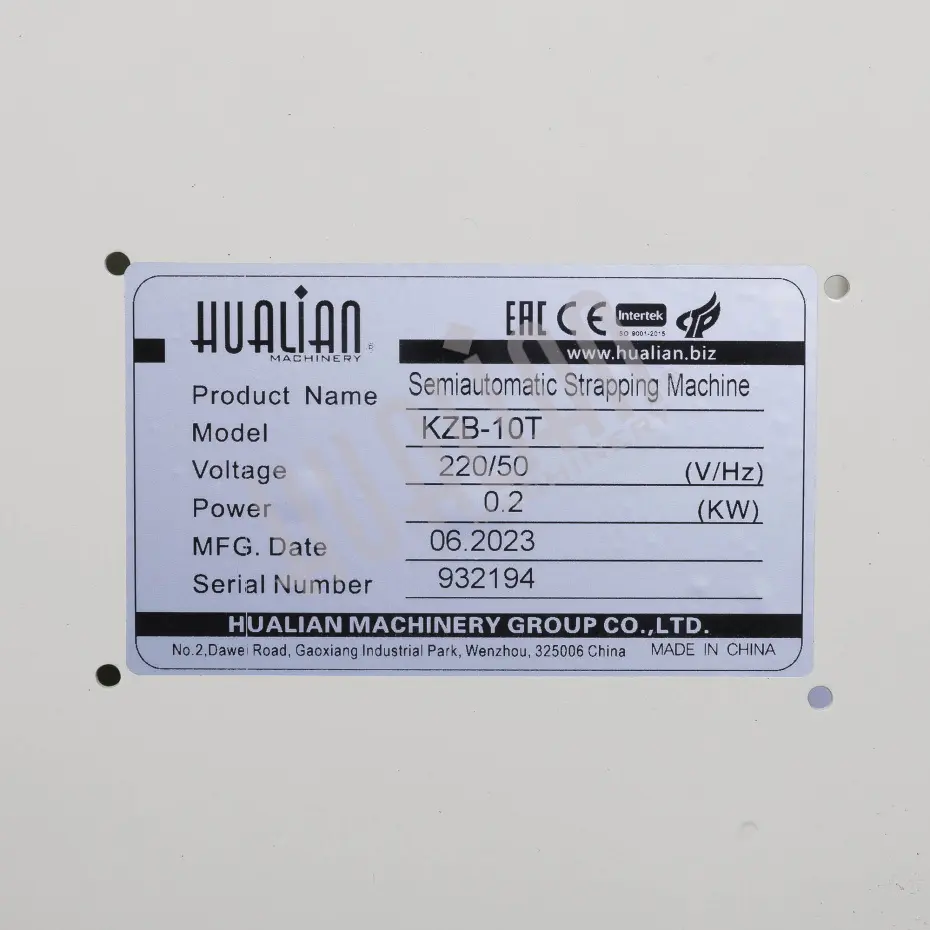 HUALIAN ®
MACHINERY
EAC CE Intertek
ISO 9001-2015
www.hualian.biz
Product Name Semiautomatic Strapping Machine
Model KZB-10T
Voltage 220/50 (V/Hz)
Power 0.2 (KW)
MFG. Date 06.2023
Serial Number 932194
HUALIAN MACHINERY GROUP CO.,LTD.
No.2,Dawei Road, Gaoxiang Industrial Park, Wenzhou, 325006 China MADE IN CHINA
HUALIAN
MACHINERY